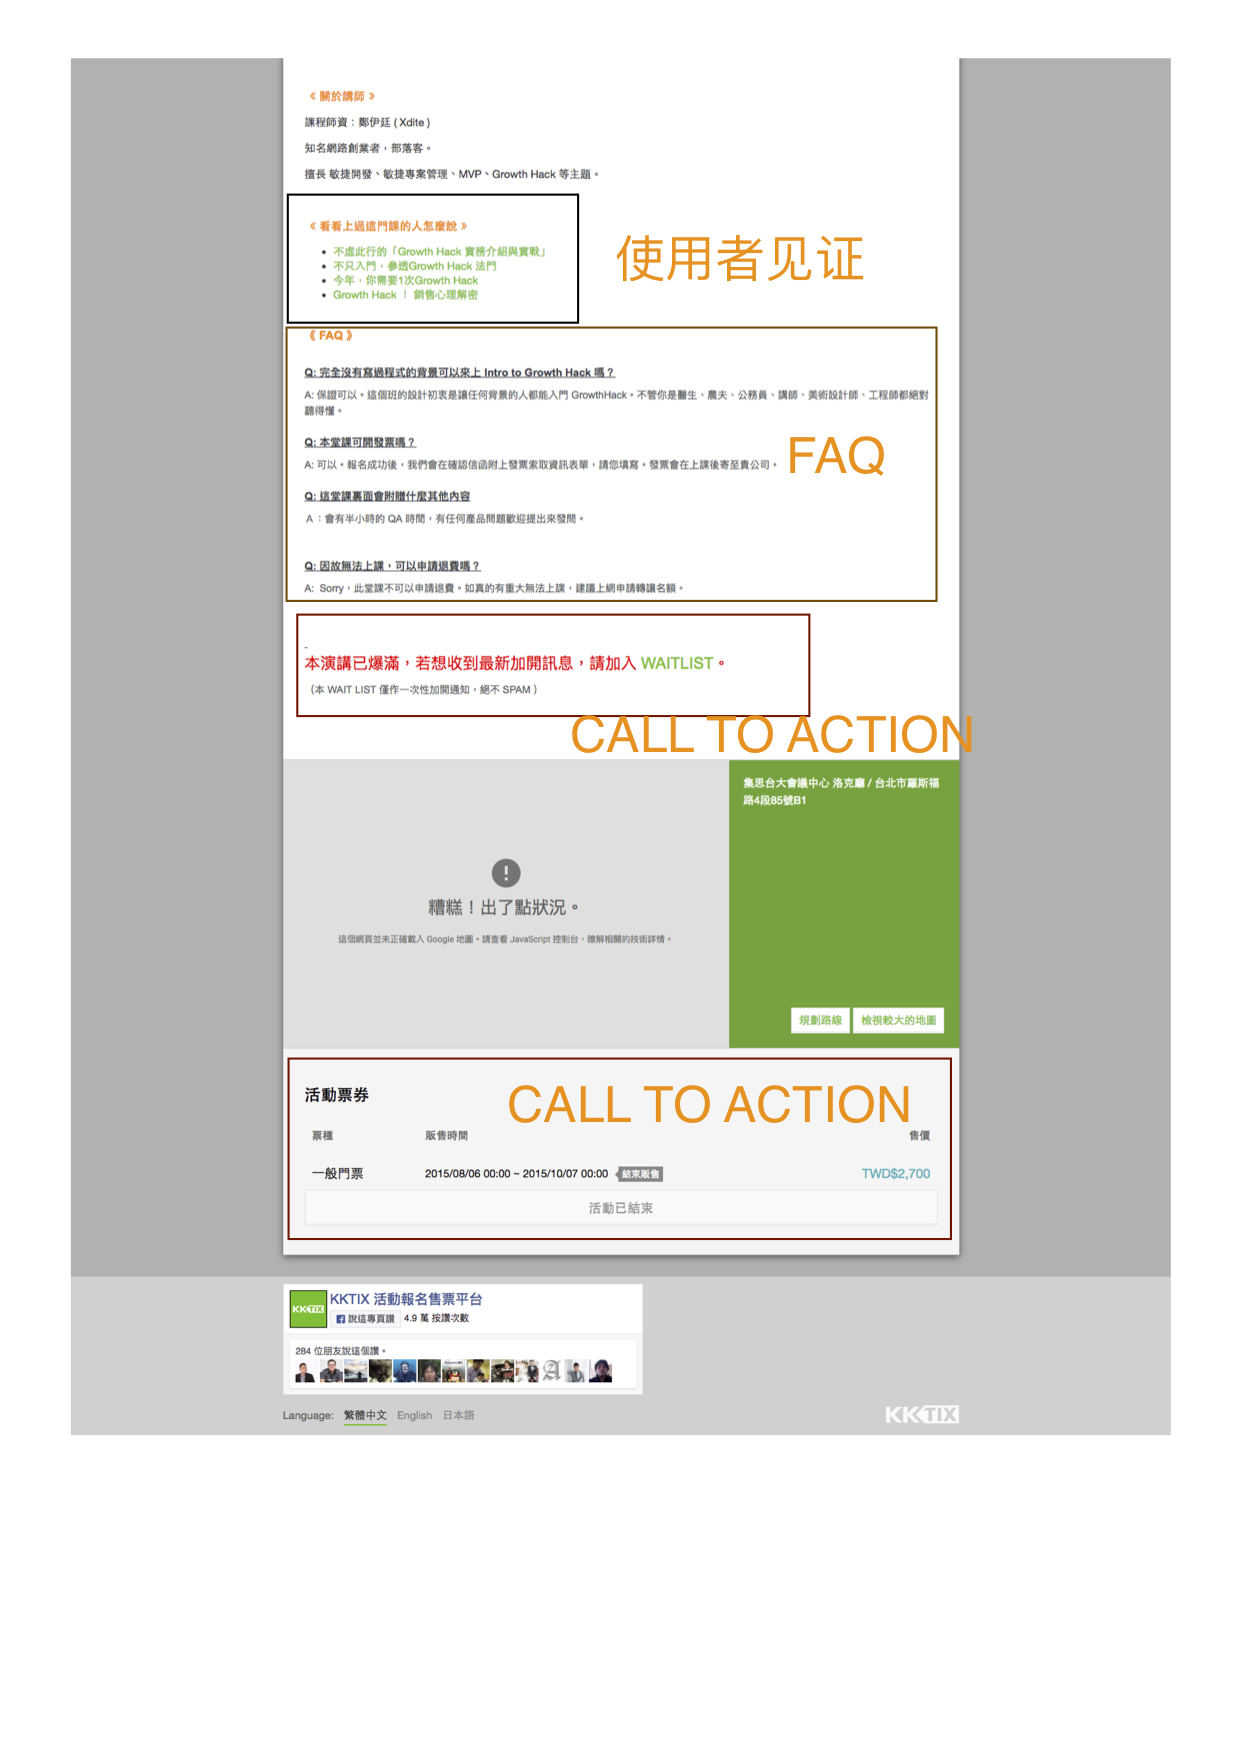 《 關於講師 》
課程師資：鄭伊廷 ( Xdite )
知名網路創業者，部落客。
擅長 敏捷開發、敏捷專案管理、MVP、Growth Hack 等主題。
《 看看上過這門課的人怎麼說 》
使用者见证
• 不虛此行的「Growth Hack 實務介紹與實戰」
• 不只入門，參透Growth Hack 法門
• 今年，你需要1次Growth Hack
• Growth Hack ｜ 銷售心理解密
《 FAQ 》
Q: 完全沒有寫過程式的背景可以來上 Intro to Growth Hack 嗎？
A: 保證可以。這個班的設計初衷是讓任何背景的人都能入門 GrowthHack。不管你是醫生、農夫、公務員、講師、美術設計師、工程師都絕對
聽得懂。
Q: 本堂課可開發票嗎？
FAQ
A: 可以。報名成功後，我們會在確認信函附上發票索取資訊表單，請您填寫。發票會在上課後寄至貴公司。
Q: 這堂課裏面會附贈什麼其他內容
A ：會有半小時的 QA 時間，有任何產品問題歡迎提出來發問。
Q: 因故無法上課，可以申請退費嗎？
A: Sorry，此堂課不可以申請退費。如真的有重大無法上課，建議上網申請轉讓名額。
-
本演講已爆滿，若想收到最新加開訊息，請加入 WAITLIST。
（本 WAIT LIST 僅作一次性加開通知，絕不 SPAM ）
CALL TO ACTION
集思台大會議中心 洛克廳 / 台北市羅斯福
路4段85號B1
!
糟糕！出了點狀況。
這個網頁並未正確載入 Google 地圖。請查看 JavaScript 控制台，瞭解相關的技術詳情。
規劃路線 檢視較大的地圖
活動票券
CALL TO ACTION
票種 販售時間 售價
一般門票 2015/08/06 00:00 ~ 2015/10/07 00:00 結束販售 TWD$2,700
活動已結束
KKTIX
KKTIX 活動報名售票平台
說這專頁讚 4.9 萬 按讚次數
284 位朋友說這個讚。
Language: 繁體中文 English 日本語
KKTIX